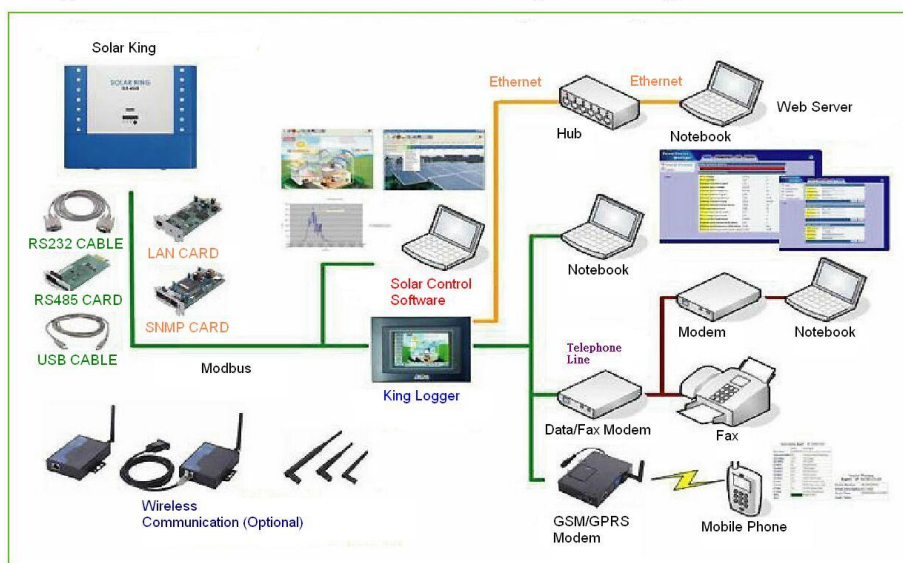 Solar King
SOLAR KING
Ethernet
Ethernet
Hub
Notebook
Web Server
RS232 CABLE
LAN CARD
RS485 CARD
SNMP CARD
USB CABLE
Modbus
Solar Control
Software
King Logger
Notebook
Modem
Notebook
Telephone
Line
Data/Fax Modem
Fax
GSM/GPRS
Modem
Mobile Phone
Wireless
Communication (Optional)